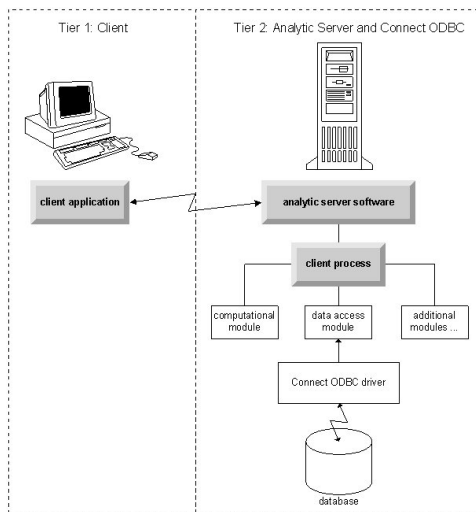 Tier 1: Client
Tier 2: Analytic Server and Connect ODBC
client application
analytic server software
client process
computational
module
data access
module
additional
modules ...
Connect ODBC driver
database